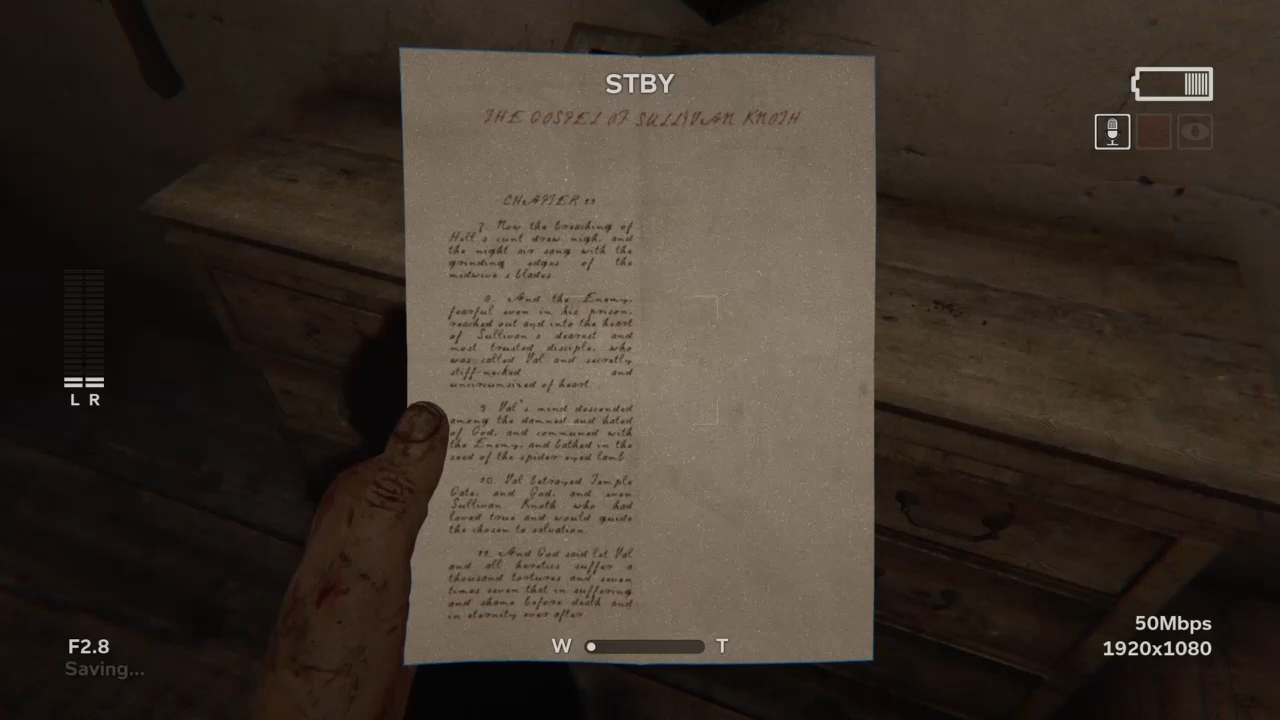 STBY
THE GOSPEL OF SULLIVAN KNOTH
CHAPTER 11
7. Now the breaching of
Hell's cunt drew nigh, and
the night air sang with the
grinding edges of the
midwive's blades.
8. And the Enemy,
fearful even in his prison,
reached out and into the heart
of Sullivan's dearest and
most trusted disciple, who
was called Val and secretly
stiff-necked and
uncircumsized of heart.
9. Val's mind descended
among the damned and hated
of God, and communed with
the Enemy, and bathed in the
seed of the spider-eyed lamb.
10. Val betrayed Temple
Gate, and God, and even
Sullivan Knoth who had
loved true and would guide
the chosen to salvation.
11. And God said let Val
and all heretics suffer a
thousand tortures and seven
times seven that in suffering
and shame before death and
in eternity ever after.
L R
F2.8
Saving...
W T
50Mbps
1920x1080